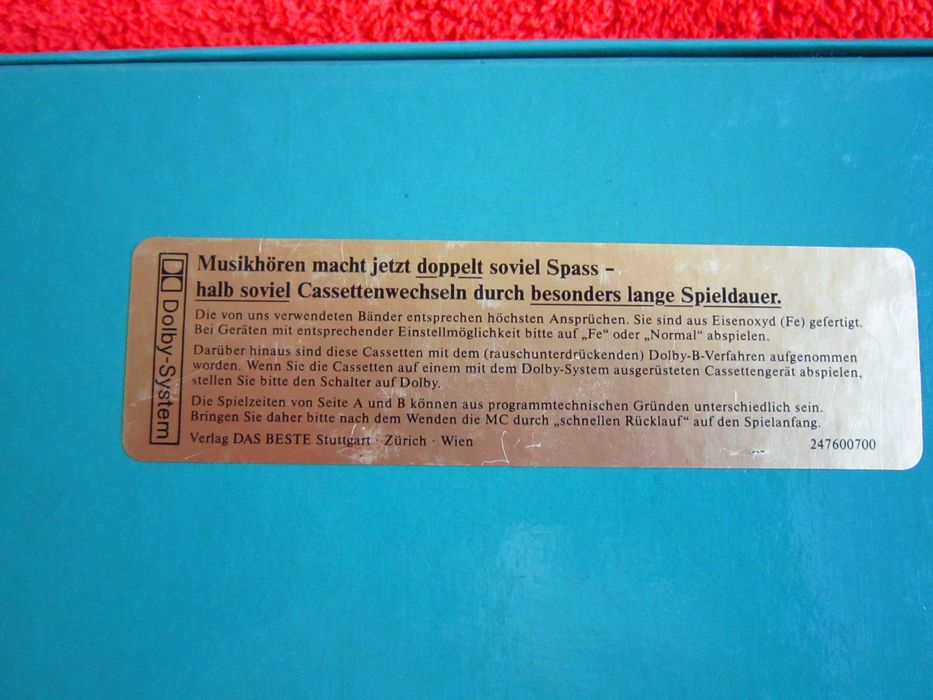 Dolby-System
Musikhören macht jetzt doppelt soviel Spass –
halb soviel Cassettenwechseln durch besonders lange Spieldauer.
Die von uns verwendeten Bänder entsprechen höchsten Ansprüchen. Sie sind aus Eisenoxyd (Fe) gefertigt.
Bei Geräten mit entsprechender Einstellmöglichkeit bitte auf „Fe“ oder „Normal“ abspielen.
Darüber hinaus sind diese Cassetten mit dem (rauschunterdrückenden) Dolby-B-Verfahren aufgenommen
worden. Wenn Sie die Cassetten auf einem mit dem Dolby-System ausgerüsteten Cassettengerät abspielen,
stellen Sie bitte den Schalter auf Dolby.
Die Spielzeiten von Seite A und B können aus programmtechnischen Gründen unterschiedlich sein.
Bringen Sie daher bitte nach dem Wenden die MC durch „schnellen Rücklauf“ auf den Spielanfang.
Verlag DAS BESTE Stuttgart · Zürich · Wien 247600700